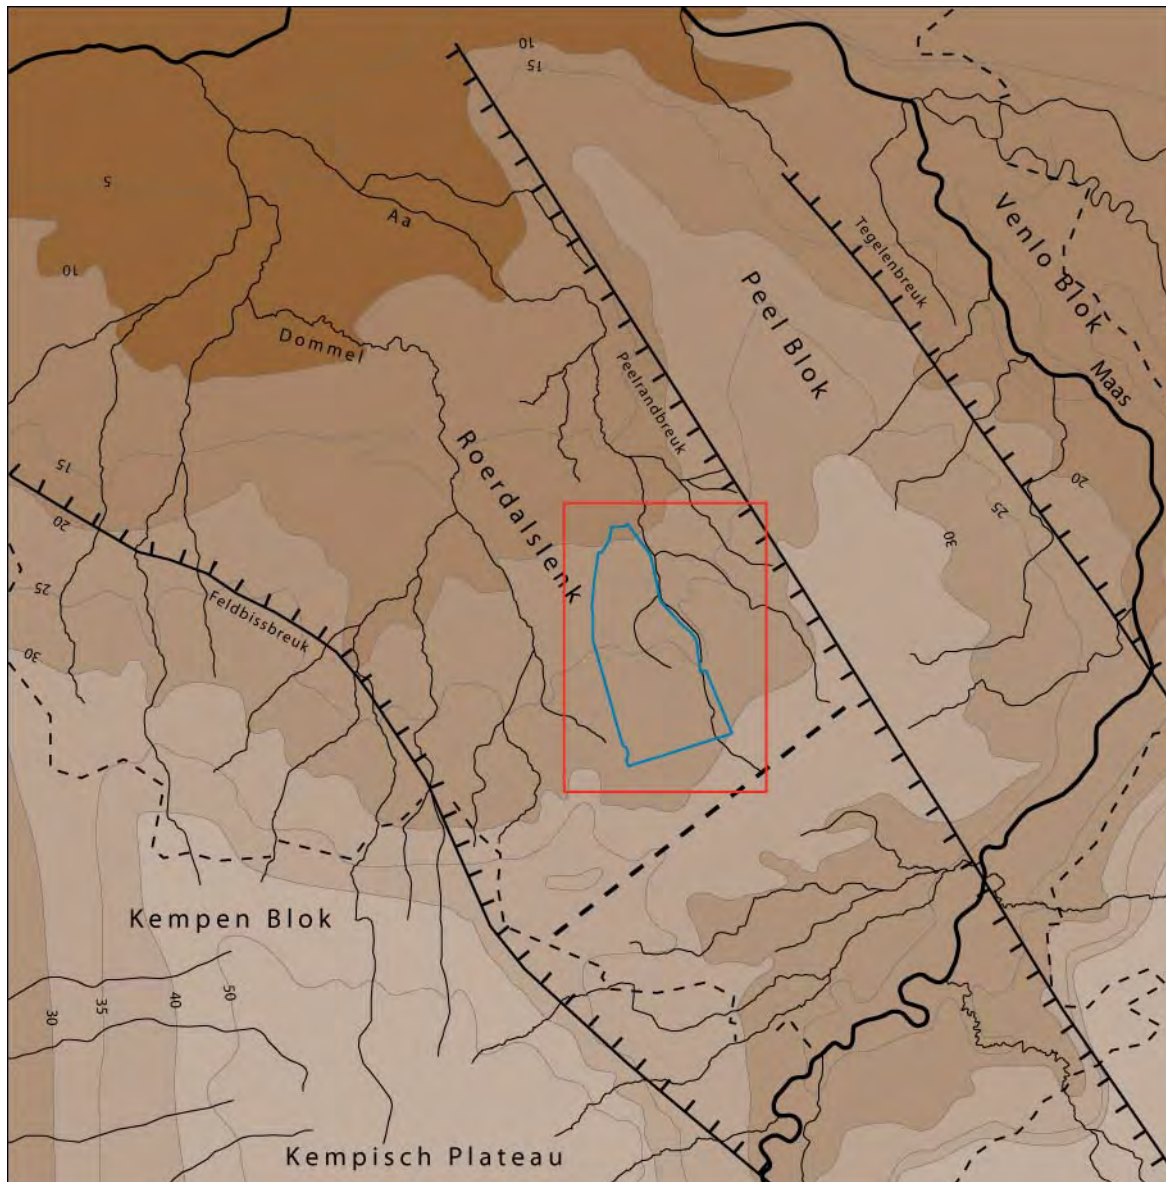 10
15
5
Aa
Tegelenbreuk
Venlo Blok
10
Peel Blok
Dommel
Peelrandbreuk
Maas
Roerdalslenk
15
20
20
25
30
25
Feldbissbreuk
30
Kempen Blok
50
40
35
30
Kempisch Plateau